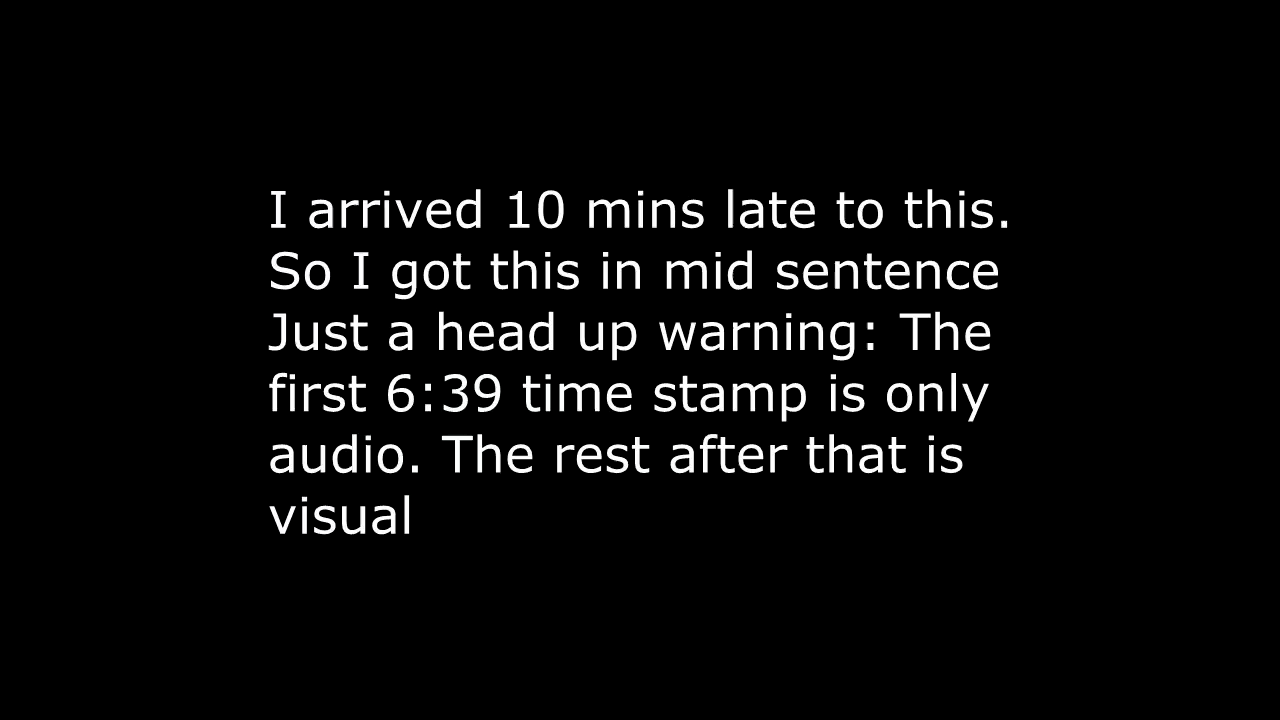 I arrived 10 mins late to this.
So I got this in mid sentence
Just a head up warning: The
first 6:39 time stamp is only
audio. The rest after that is
visual